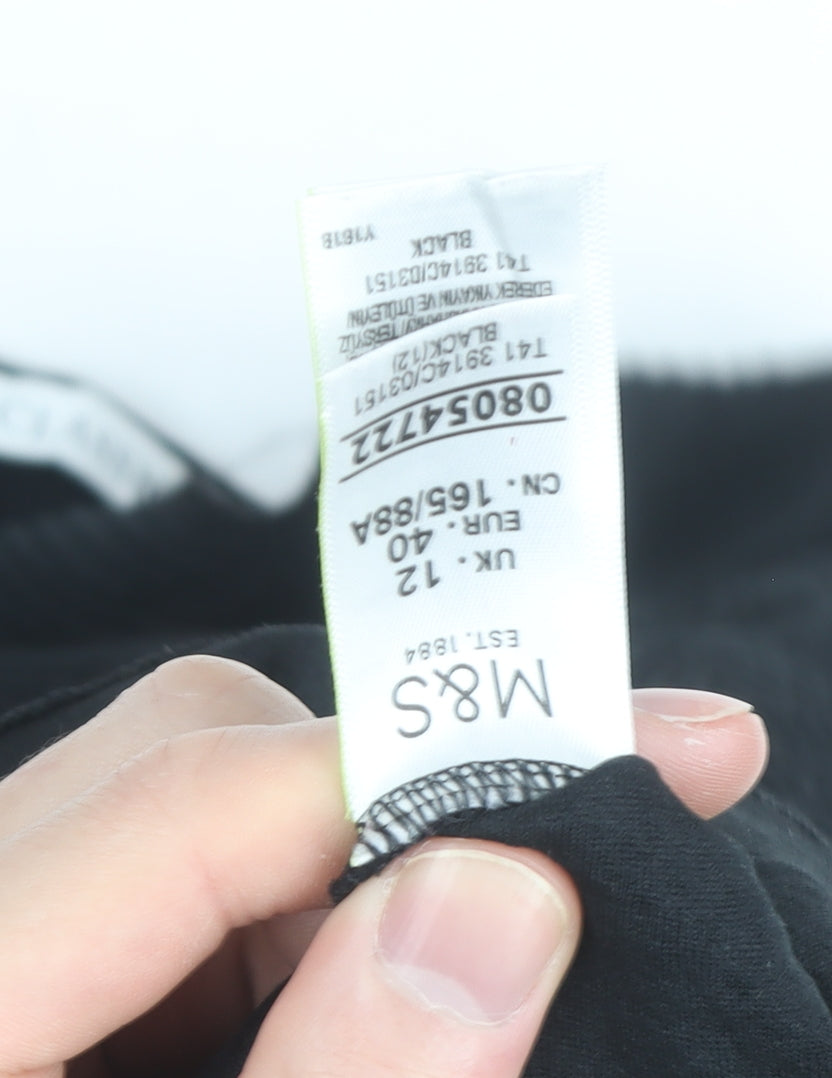 M&S
EST. 1884
UK · 12
EUR · 40
CN · 165/88A
08054722
T41 3914C/03151
BLACK(12)
EDEREK YIKAYIN VE ÜTÜLEYİN
T41 3914C/03151
BLACK
Y161B